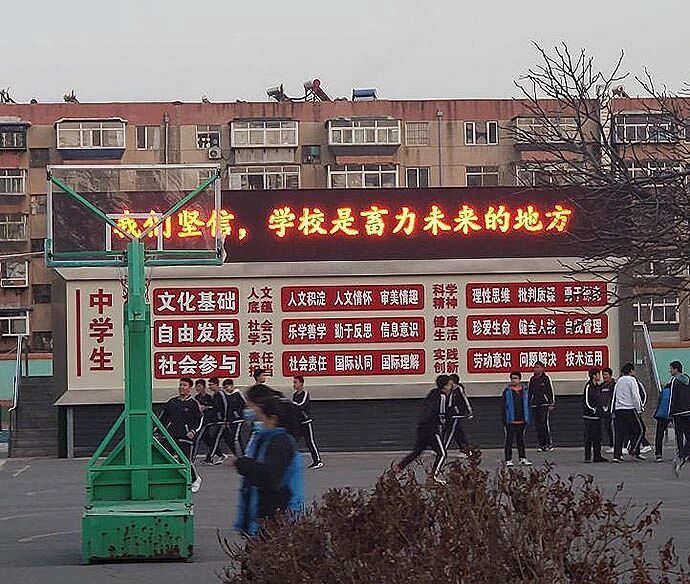 我们坚信，学校是畜力未来的地方
中学生
文化基础
人文
底蕴
人文积淀 人文情怀 审美情趣
科学
精神
理性思维 批判质疑 勇于探究
自由发展
社会
学习
乐学善学 勤于反思 信息意识
健康
生活
珍爱生命 健全人格 自我管理
社会参与
责任
担当
社会责任 国际认同 国际理解
实践
创新
劳动意识 问题解决 技术运用